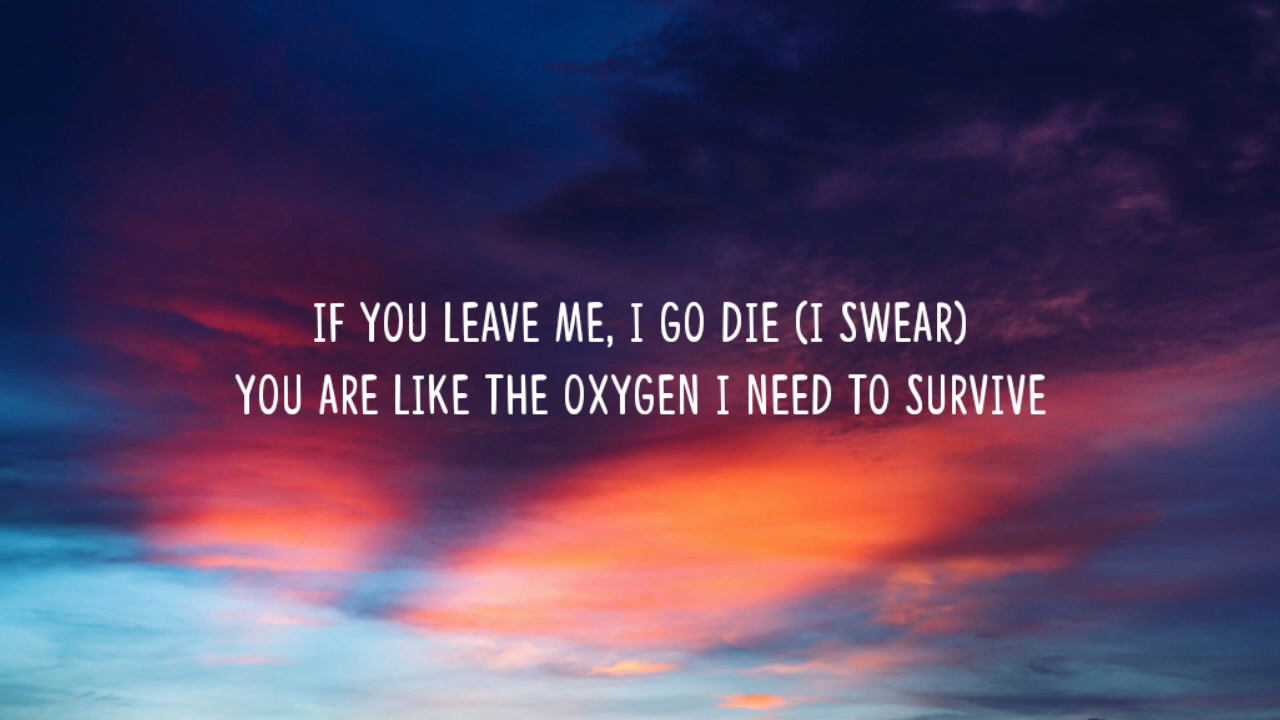 IF YOU LEAVE ME, I GO DIE (I SWEAR)
YOU ARE LIKE THE OXYGEN I NEED TO SURVIVE